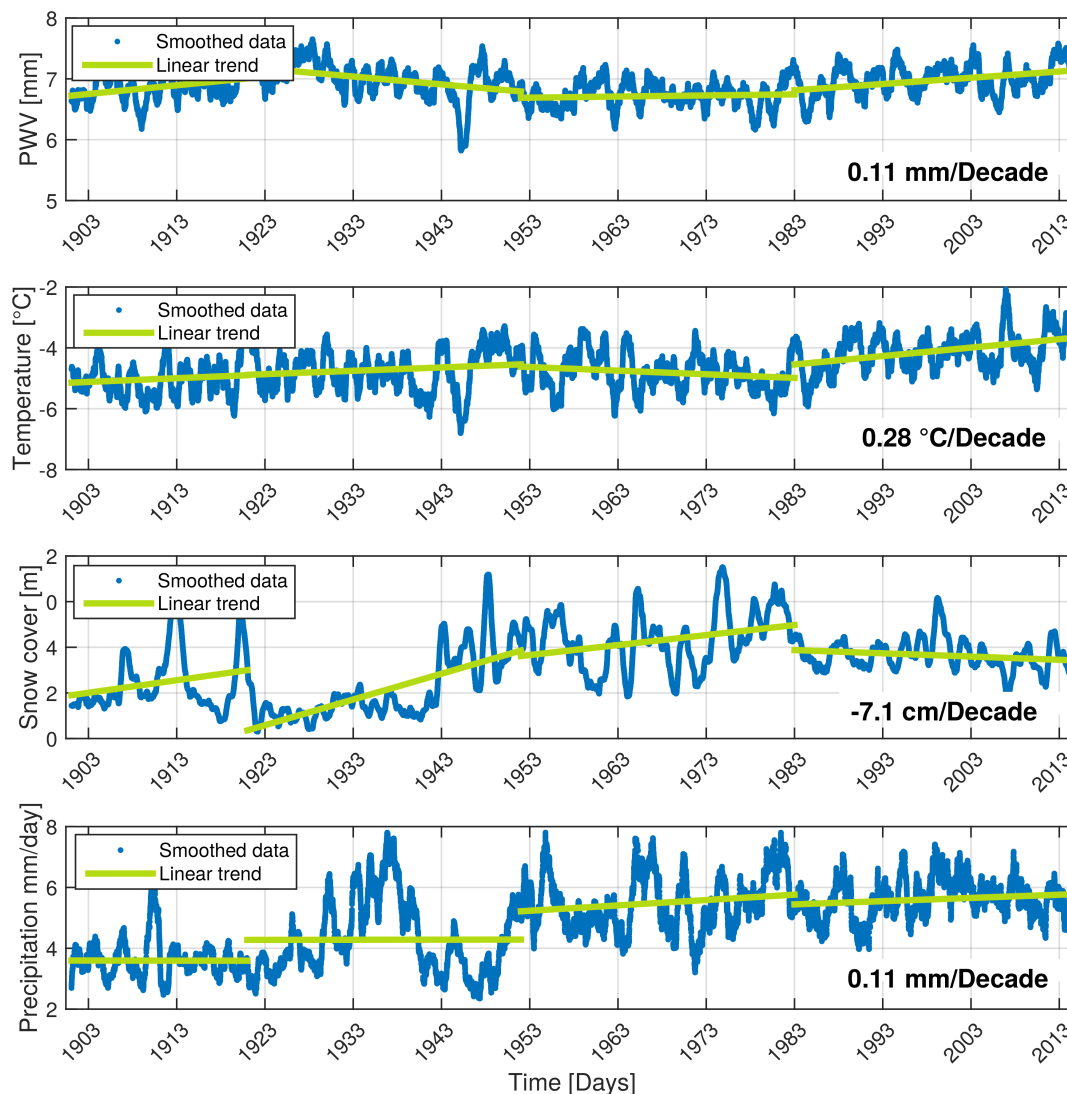 8
7
6
5
PWV [mm]
Smoothed data
Linear trend
0.11 mm/Decade
1903 1913 1923 1933 1943 1953 1963 1973 1983 1993 2003 2013
-2
-4
-6
-8
Temperature [°C]
Smoothed data
Linear trend
0.28 °C/Decade
1903 1913 1923 1933 1943 1953 1963 1973 1983 1993 2003 2013
2
0
4
2
0
Snow cover [m]
Smoothed data
Linear trend
-7.1 cm/Decade
1903 1913 1923 1933 1943 1953 1963 1973 1983 1993 2003 2013
8
6
4
2
Precipitation mm/day]
Smoothed data
Linear trend
0.11 mm/Decade
1903 1913 1923 1933 1943 1953 1963 1973 1983 1993 2003 2013
Time [Days]